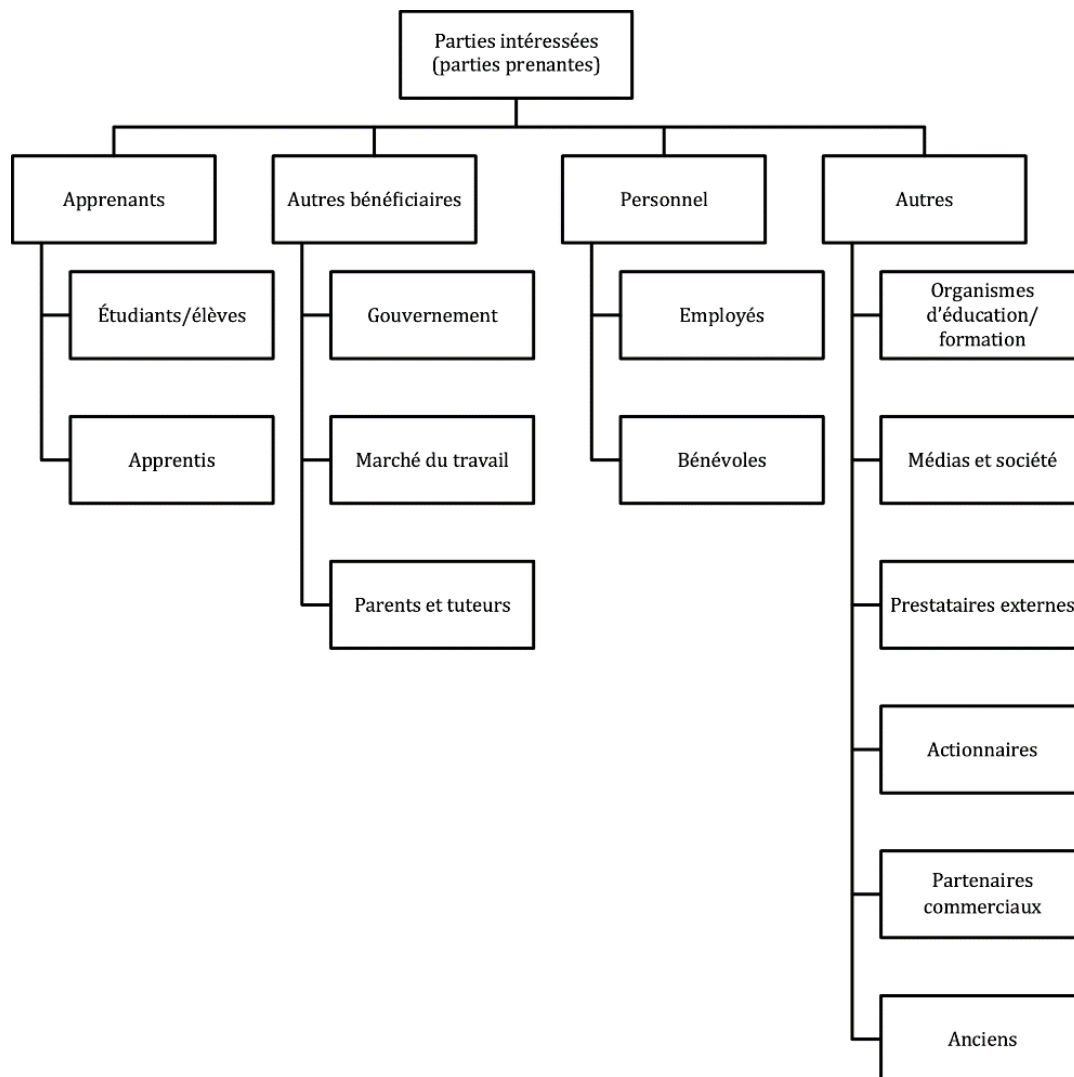 Parties intéressées
(parties prenantes)
Apprenants
Autres bénéficiaires
Personnel
Autres
Étudiants/élèves
Gouvernement
Employés
Organismes
d'éducation/
formation
Apprentis
Marché du travail
Bénévoles
Médias et société
Parents et tuteurs
Prestataires externes
Actionnaires
Partenaires
commerciaux
Anciens